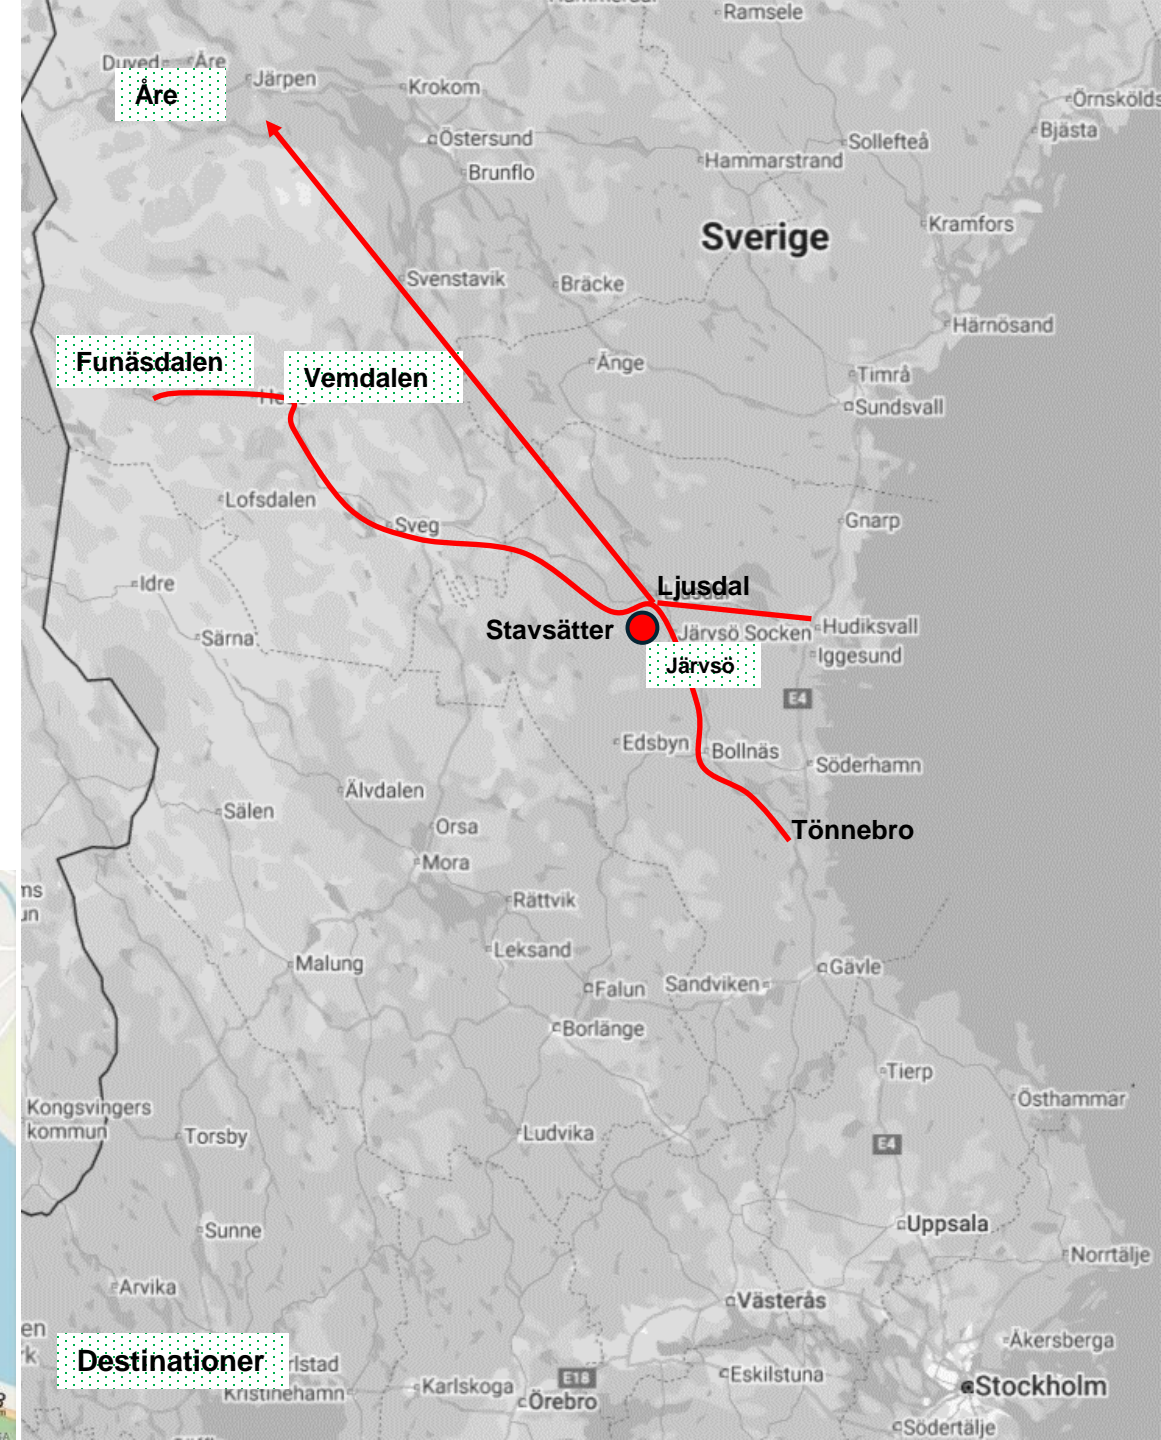 Ramsele
Duved
Åre
Järpen
Krokom
Örnskölds
Åre
Östersund
Sollefteå
Bjästa
Hammarstrand
Brunflo
Sverige
Kramfors
Svenstavik
Bräcke
Härnösand
Funäsdalen
Vemdalen
Ånge
Timrå
Sundsvall
Lofsdalen
Sveg
Gnarp
Idre
Ljusdal
Stavsätter
Hudiksvall
Särna
Järvsö Socken
Iggesund
Järvsö
E4
Edsbyn
Bollnäs
Söderhamn
Älvdalen
Sälen
Orsa
Tönnebro
Mora
Rättvik
Leksand
Malung
Gävle
Falun
Sandviken
Borlänge
Tierp
Östhammar
Kongsvingers
kommun
Torsby
Ludvika
E4
Uppsala
Sunne
Norrtälje
Arvika
Västerås
Åkersberga
Destinationer
rlstad
Kristinehamn
Karlskoga
E18
Örebro
Eskilstuna
Stockholm
Södertälje